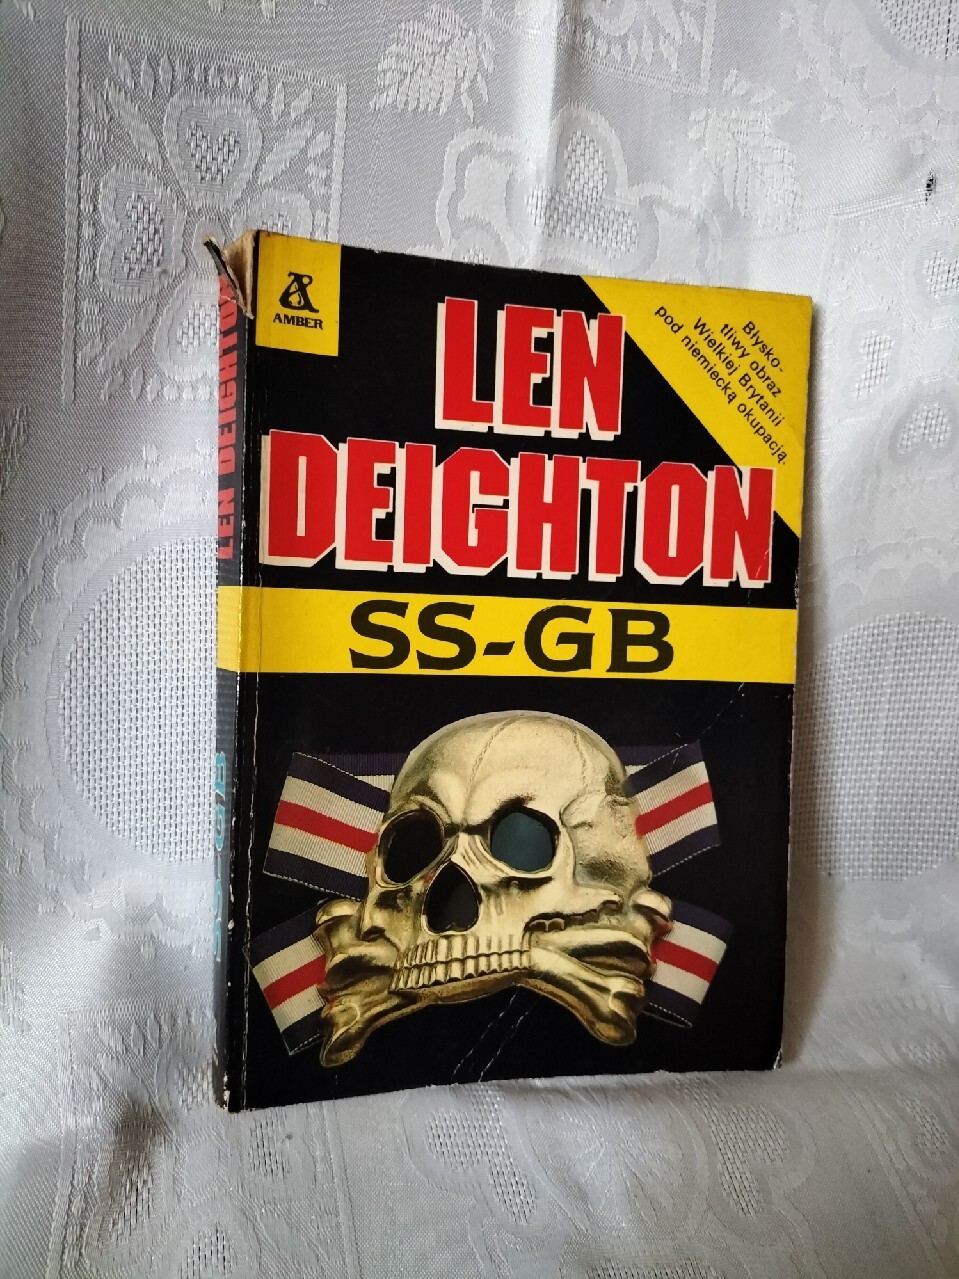 AMBER
LEN
DEIGHTON
Błysko-
tliwy obraz
Wielkiej Brytanii
pod niemiecką okupacją.
SS-GB
LEN DEIGHTON
SS-GB